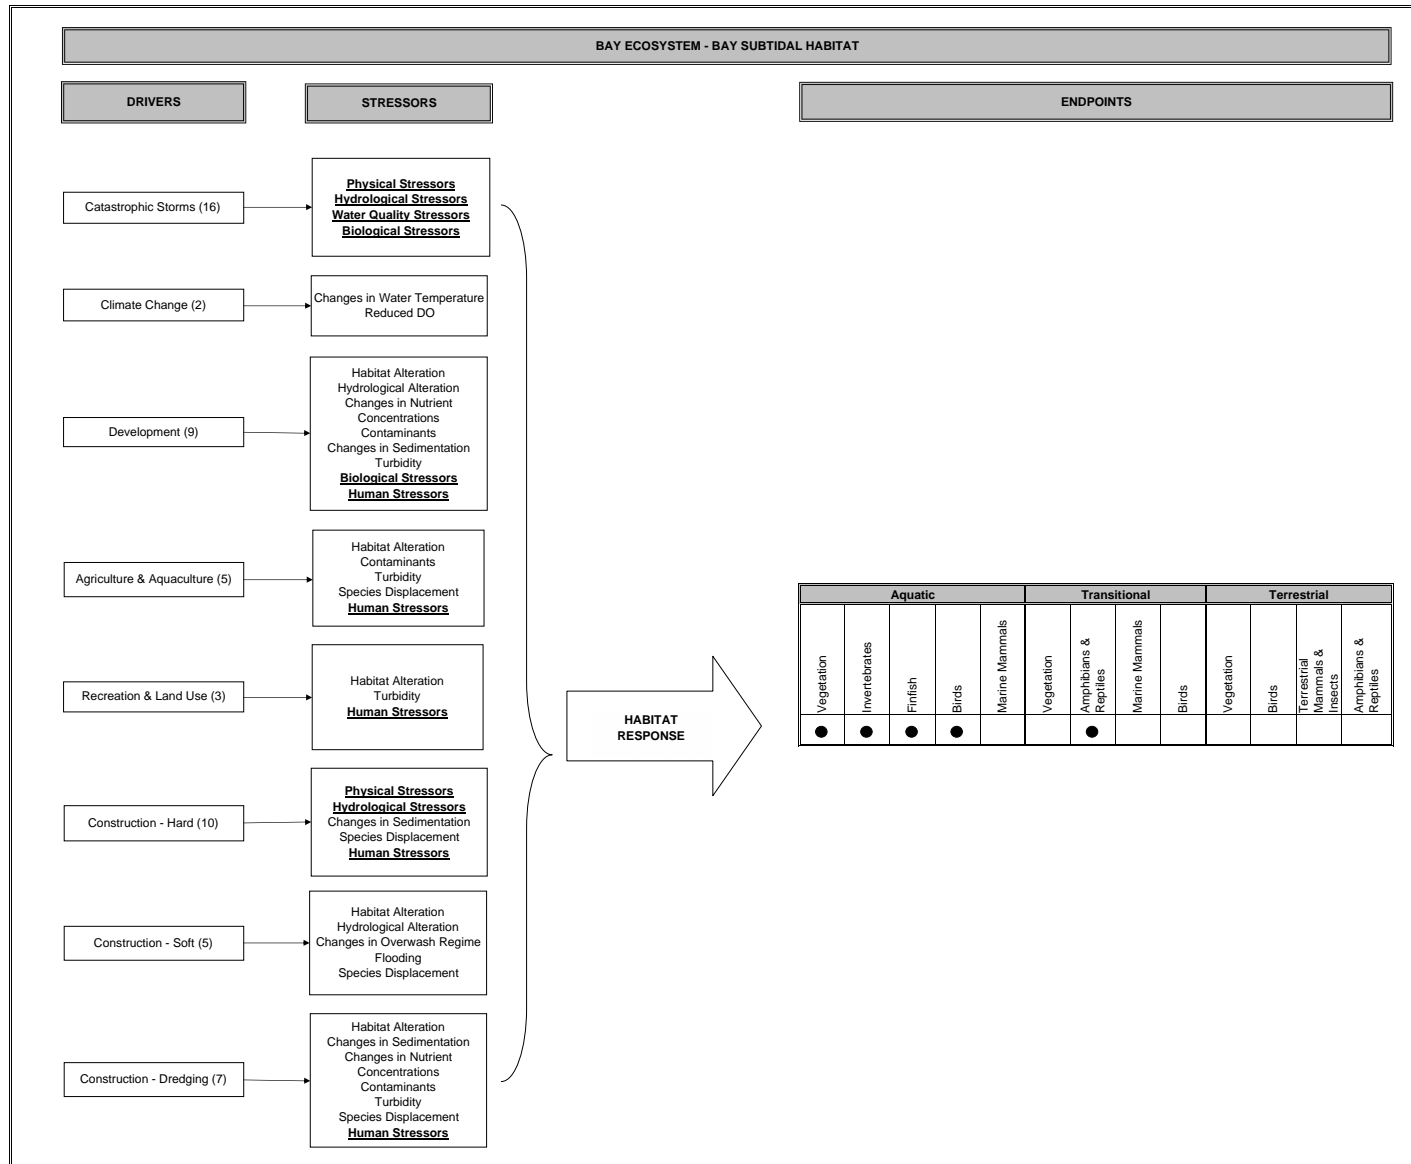 BAY ECOSYSTEM - BAY SUBTIDAL HABITAT
DRIVERS
STRESSORS
ENDPOINTS
Catastrophic Storms (16)
Physical Stressors
Hydrological Stressors
Water Quality Stressors
Biological Stressors
Climate Change (2)
Changes in Water Temperature
Reduced DO
Development (9)
Habitat Alteration
Hydrological Alteration
Changes in Nutrient
Concentrations
Contaminants
Changes in Sedimentation
Turbidity
Biological Stressors
Human Stressors
Agriculture & Aquaculture (5)
Habitat Alteration
Contaminants
Turbidity
Species Displacement
Human Stressors
Recreation & Land Use (3)
Habitat Alteration
Turbidity
Human Stressors
Construction - Hard (10)
Physical Stressors
Hydrological Stressors
Changes in Sedimentation
Species Displacement
Human Stressors
Construction - Soft (5)
Habitat Alteration
Hydrological Alteration
Changes in Overwash Regime
Flooding
Species Displacement
Construction - Dredging (7)
Habitat Alteration
Changes in Sedimentation
Changes in Nutrient
Concentrations
Contaminants
Turbidity
Species Displacement
Human Stressors
HABITAT
RESPONSE
Aquatic
Transitional
Terrestrial
Vegetation
Invertebrates
Finfish
Birds
Marine Mammals
Vegetation
Amphibians &
Reptiles
Marine Mammals
Birds
Vegetation
Birds
Terrestrial
Mammals &
Insects
Amphibians &
Reptiles